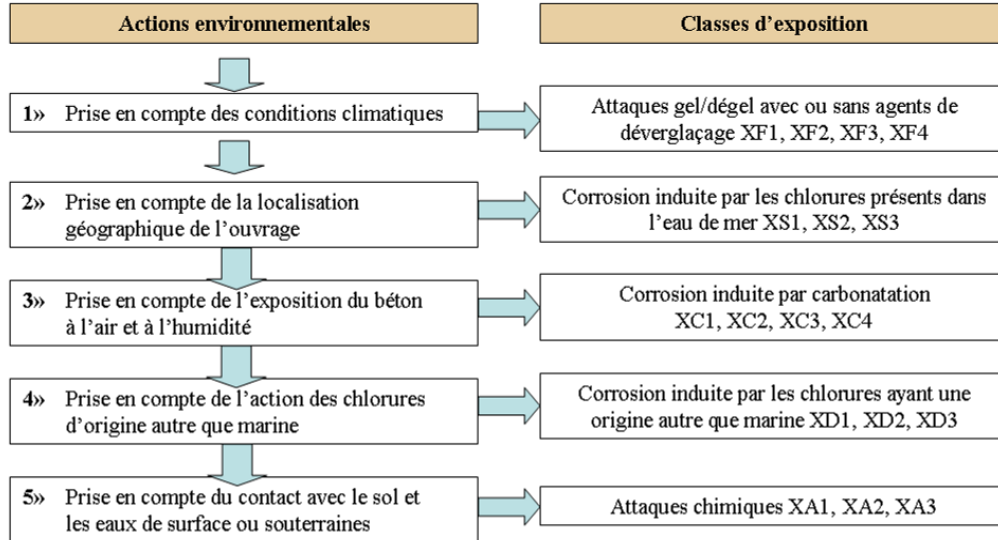 Actions environnementales
Classes d’exposition
1» Prise en compte des conditions climatiques
Attaques gel/dégel avec ou sans agents de
déverglaçage XF1, XF2, XF3, XF4
2» Prise en compte de la localisation
géographique de l’ouvrage
Corrosion induite par les chlorures présents dans
l’eau de mer XS1, XS2, XS3
3» Prise en compte de l’exposition du béton
à l’air et à l’humidité
Corrosion induite par carbonatation
XC1, XC2, XC3, XC4
4» Prise en compte de l’action des chlorures
d’origine autre que marine
Corrosion induite par les chlorures ayant une
origine autre que marine XD1, XD2, XD3
5» Prise en compte du contact avec le sol et
les eaux de surface ou souterraines
Attaques chimiques XA1, XA2, XA3